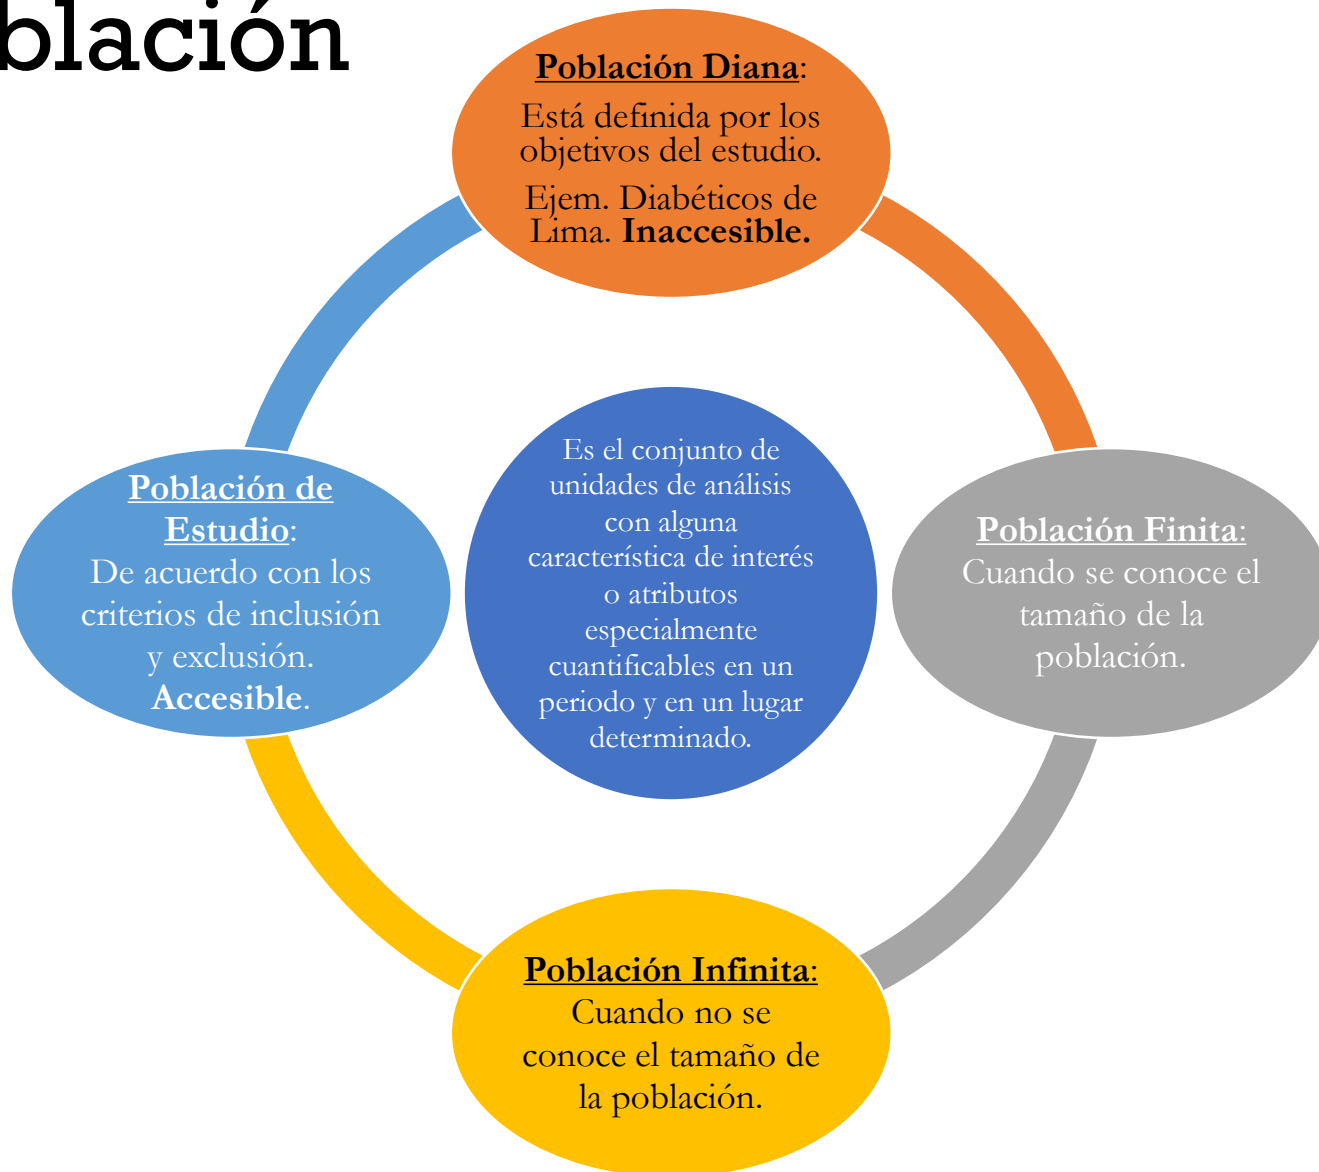 blación
Población Diana:
Está definida por los
objetivos del estudio.
Ejem. Diabéticos de
Lima. Inaccesible.
Población de
Estudio:
De acuerdo con los
criterios de inclusión
y exclusión.
Accesible.
Es el conjunto de
unidades de análisis
con alguna
característica de interés
o atributos
especialmente
cuantificables en un
periodo y en un lugar
determinado.
Población Finita:
Cuando se conoce el
tamaño de la
población.
Población Infinita:
Cuando no se
conoce el tamaño de
la población.